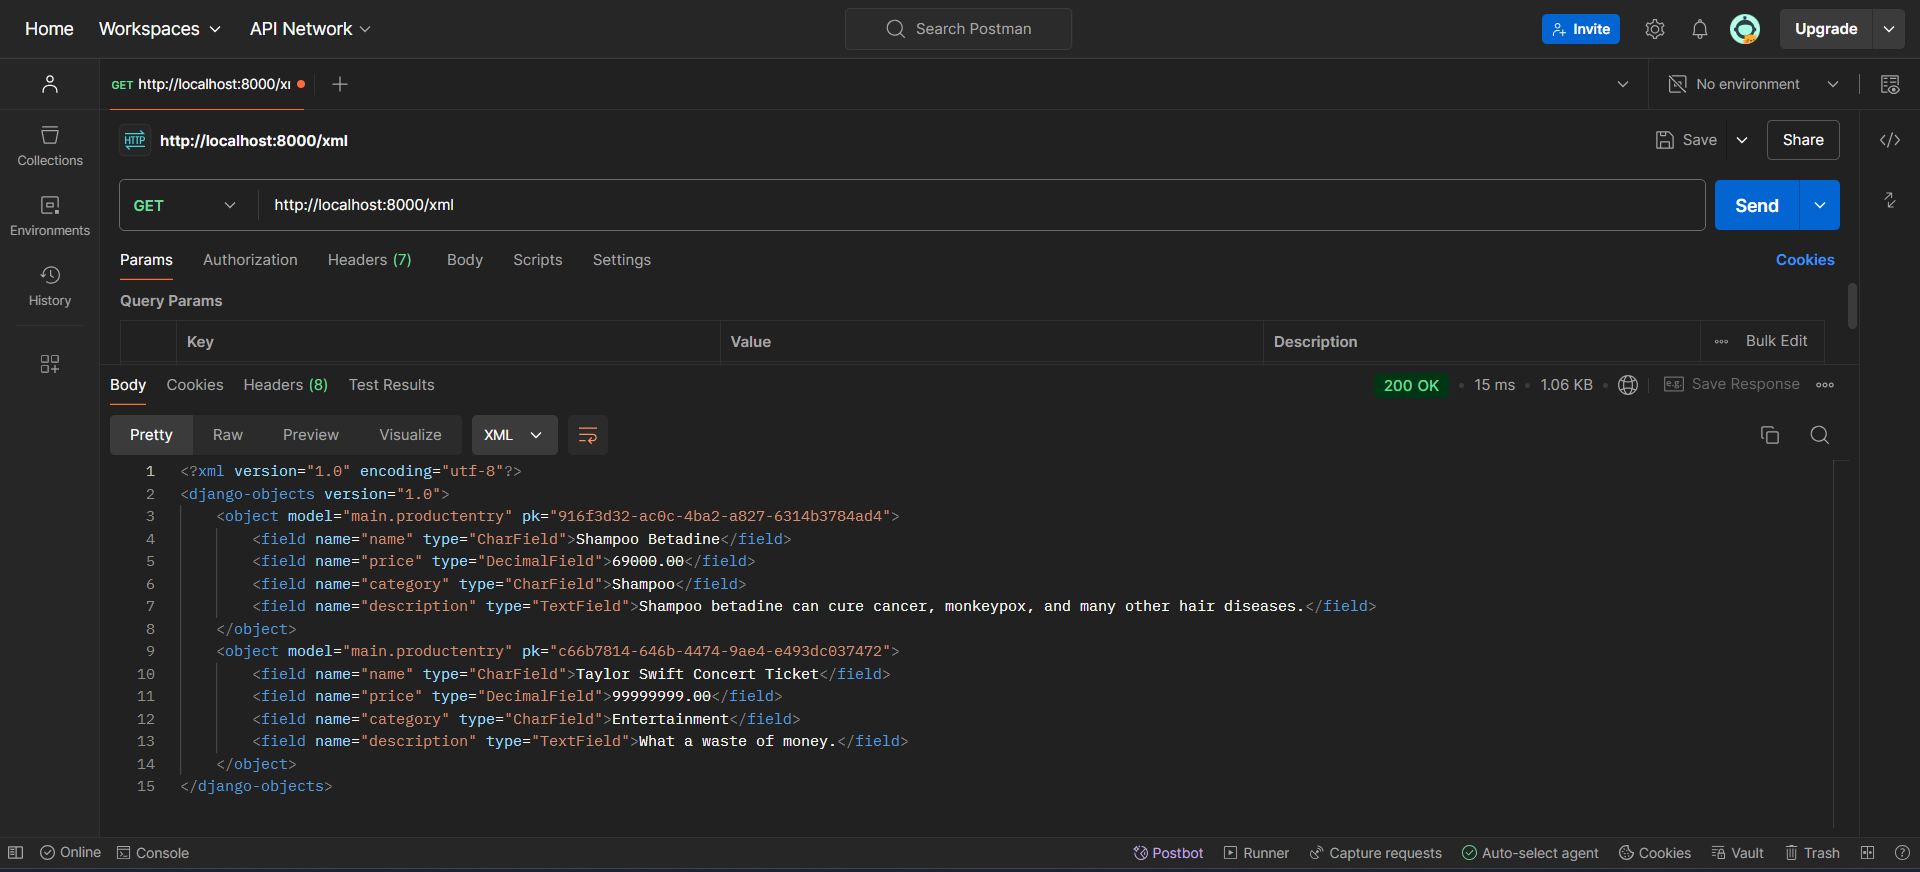 Home Workspaces API Network Search Postman Invite Upgrade
GET http://localhost:8000/xı No environment
HTTP http://localhost:8000/xml Save Share
Collections
Environments
History
GET http://localhost:8000/xml Send
Params Authorization Headers (7) Body Scripts Settings Cookies
Query Params
Key Value Description Bulk Edit
Body Cookies Headers (8) Test Results 200 OK 15 ms 1.06 KB e.g. Save Response
Pretty Raw Preview Visualize XML
1 <?xml version="1.0" encoding="utf-8"?>
2 <django-objects version="1.0">
3 <object model="main.productentry" pk="916f3d32-ac0c-4ba2-a827-6314b3784ad4">
4 <field name="name" type="CharField">Shampoo Betadine</field>
5 <field name="price" type="DecimalField">69000.00</field>
6 <field name="category" type="CharField">Shampoo</field>
7 <field name="description" type="TextField">Shampoo betadine can cure cancer, monkeypox, and many other hair diseases.</field>
8 </object>
9 <object model="main.productentry" pk="c66b7814-646b-4474-9ae4-e493dc037472">
10 <field name="name" type="CharField">Taylor Swift Concert Ticket</field>
11 <field name="price" type="DecimalField">99999999.00</field>
12 <field name="category" type="CharField">Entertainment</field>
13 <field name="description" type="TextField">What a waste of money.</field>
14 </object>
15 </django-objects>
Online Console Postbot Runner Capture requests Auto-select agent Cookies Vault Trash